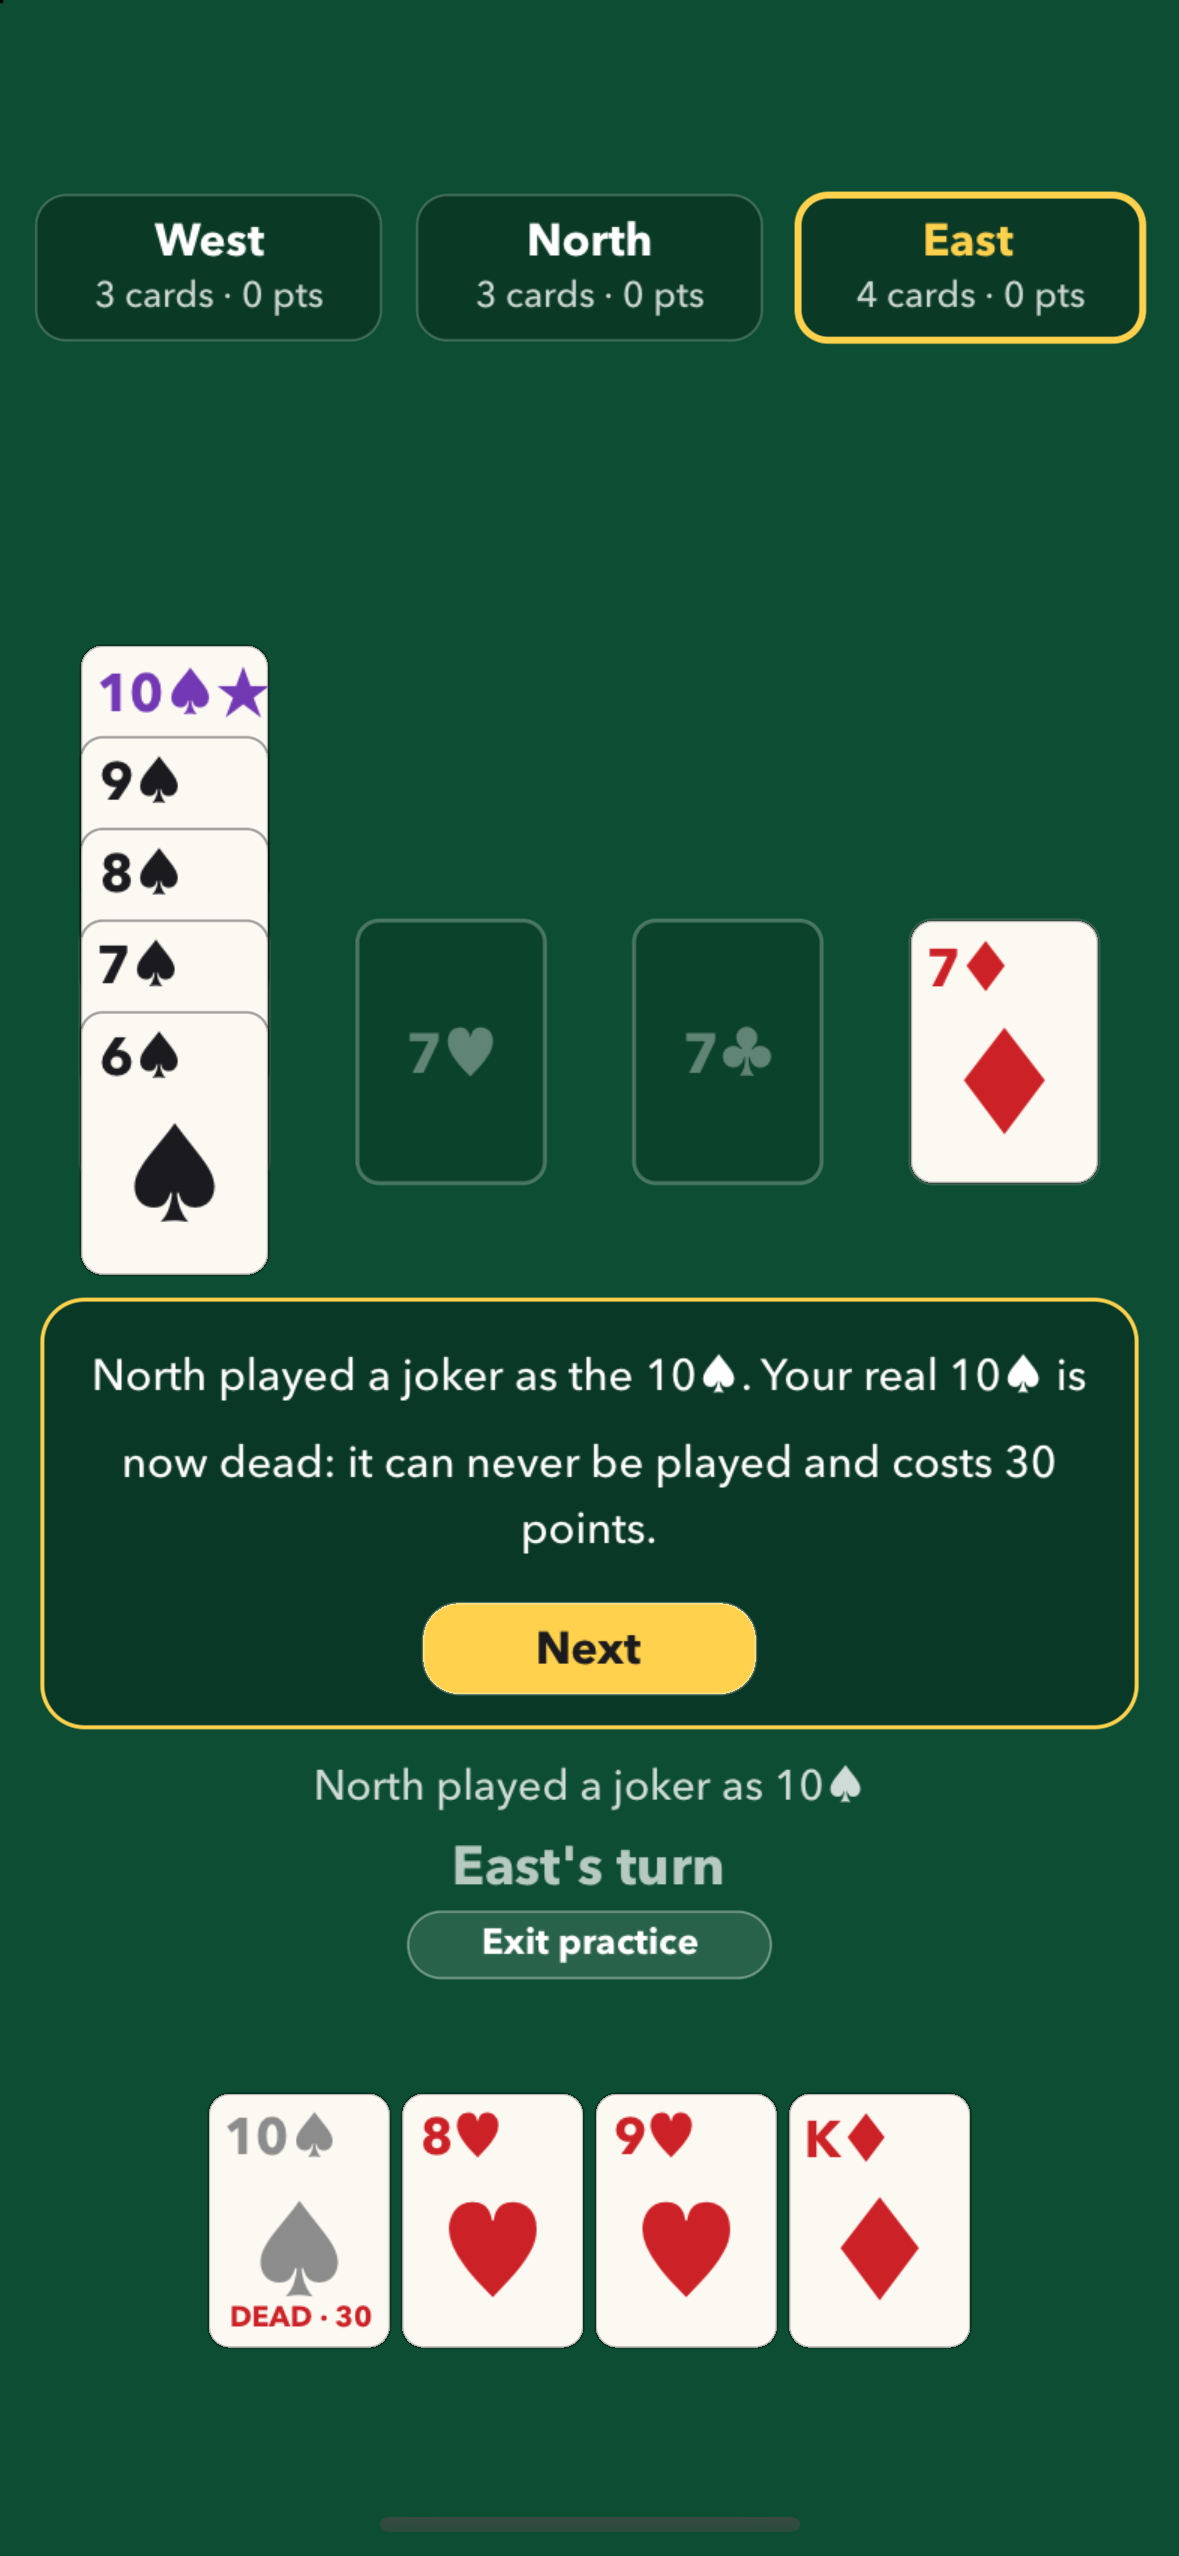 West
3 cards · 0 pts
North
3 cards · 0 pts
East
4 cards · 0 pts
10♠★
9♠
8♠
7♠
6♠
7♥
7♣
7♦
North played a joker as the 10♠. Your real 10♠ is
now dead: it can never be played and costs 30
points.
Next
North played a joker as 10♠
East's turn
Exit practice
10♠
DEAD · 30
8♥
9♥
K♦